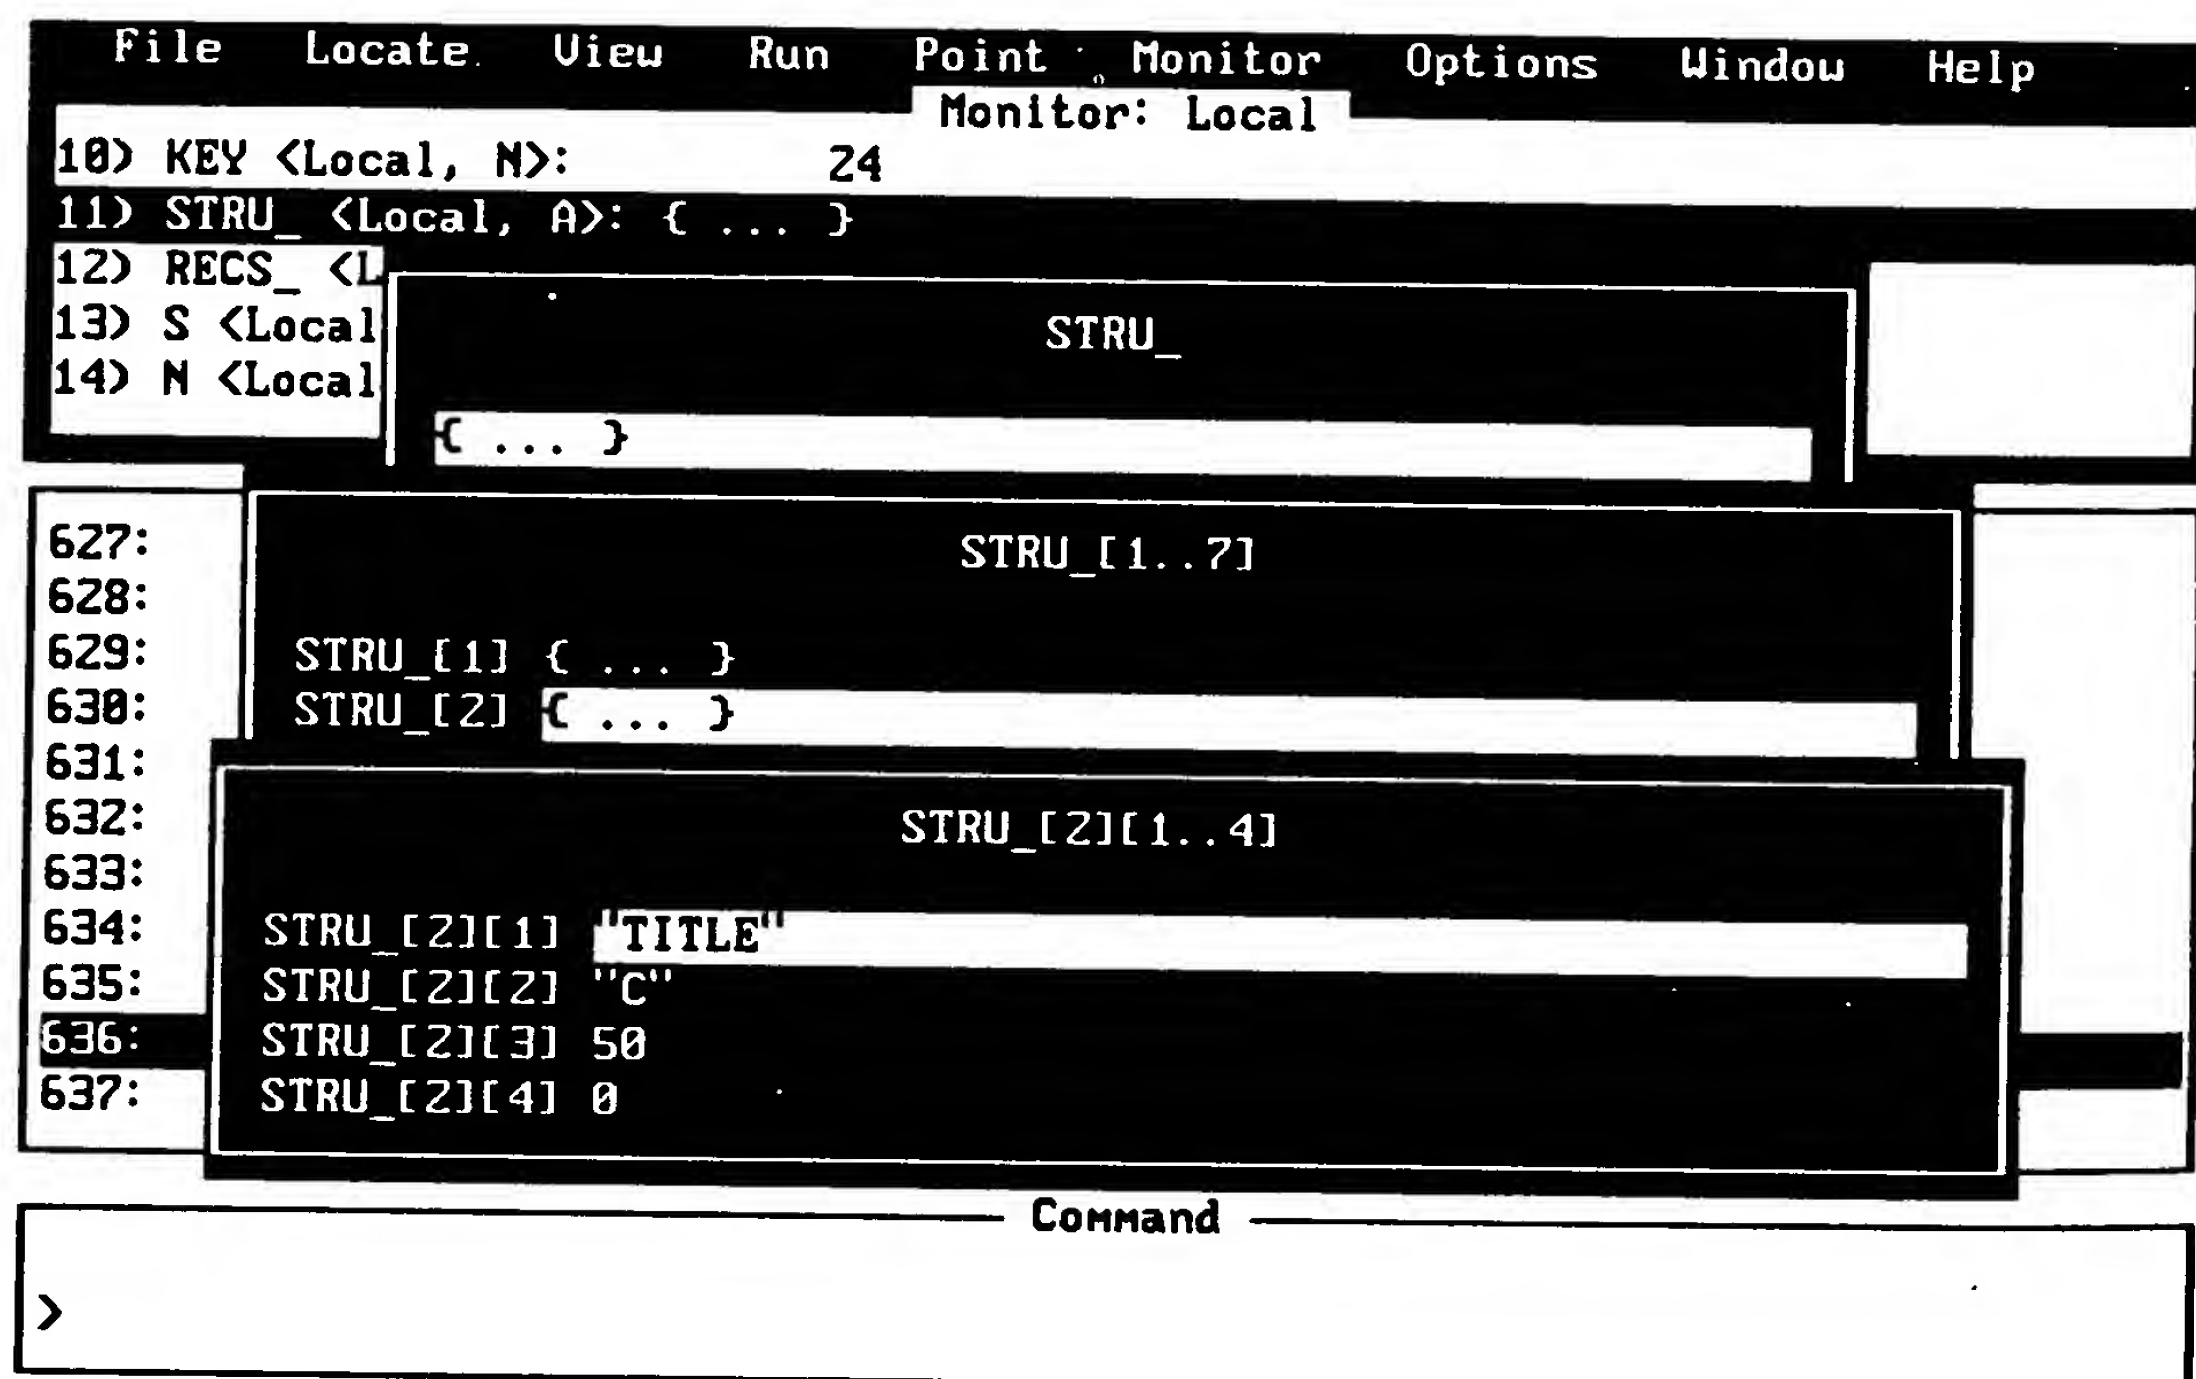 File Locate View Run Point Monitor Options Window Help
Monitor: Local
10) KEY <Local, N>: 24
11) STRU_ <Local, A>: { ... }
12) RECS_ <L
13) S <Local
14) N <Local
STRU_
{ ... }
627:
STRU_[1..7]
628:
629: STRU_[1] { ... }
630: STRU_[2] { ... }
631:
632: STRU_[2][1..4]
633:
634: STRU_[2][1] "TITLE"
635: STRU_[2][2] "C"
636: STRU_[2][3] 50
637: STRU_[2][4] 0
Command
>